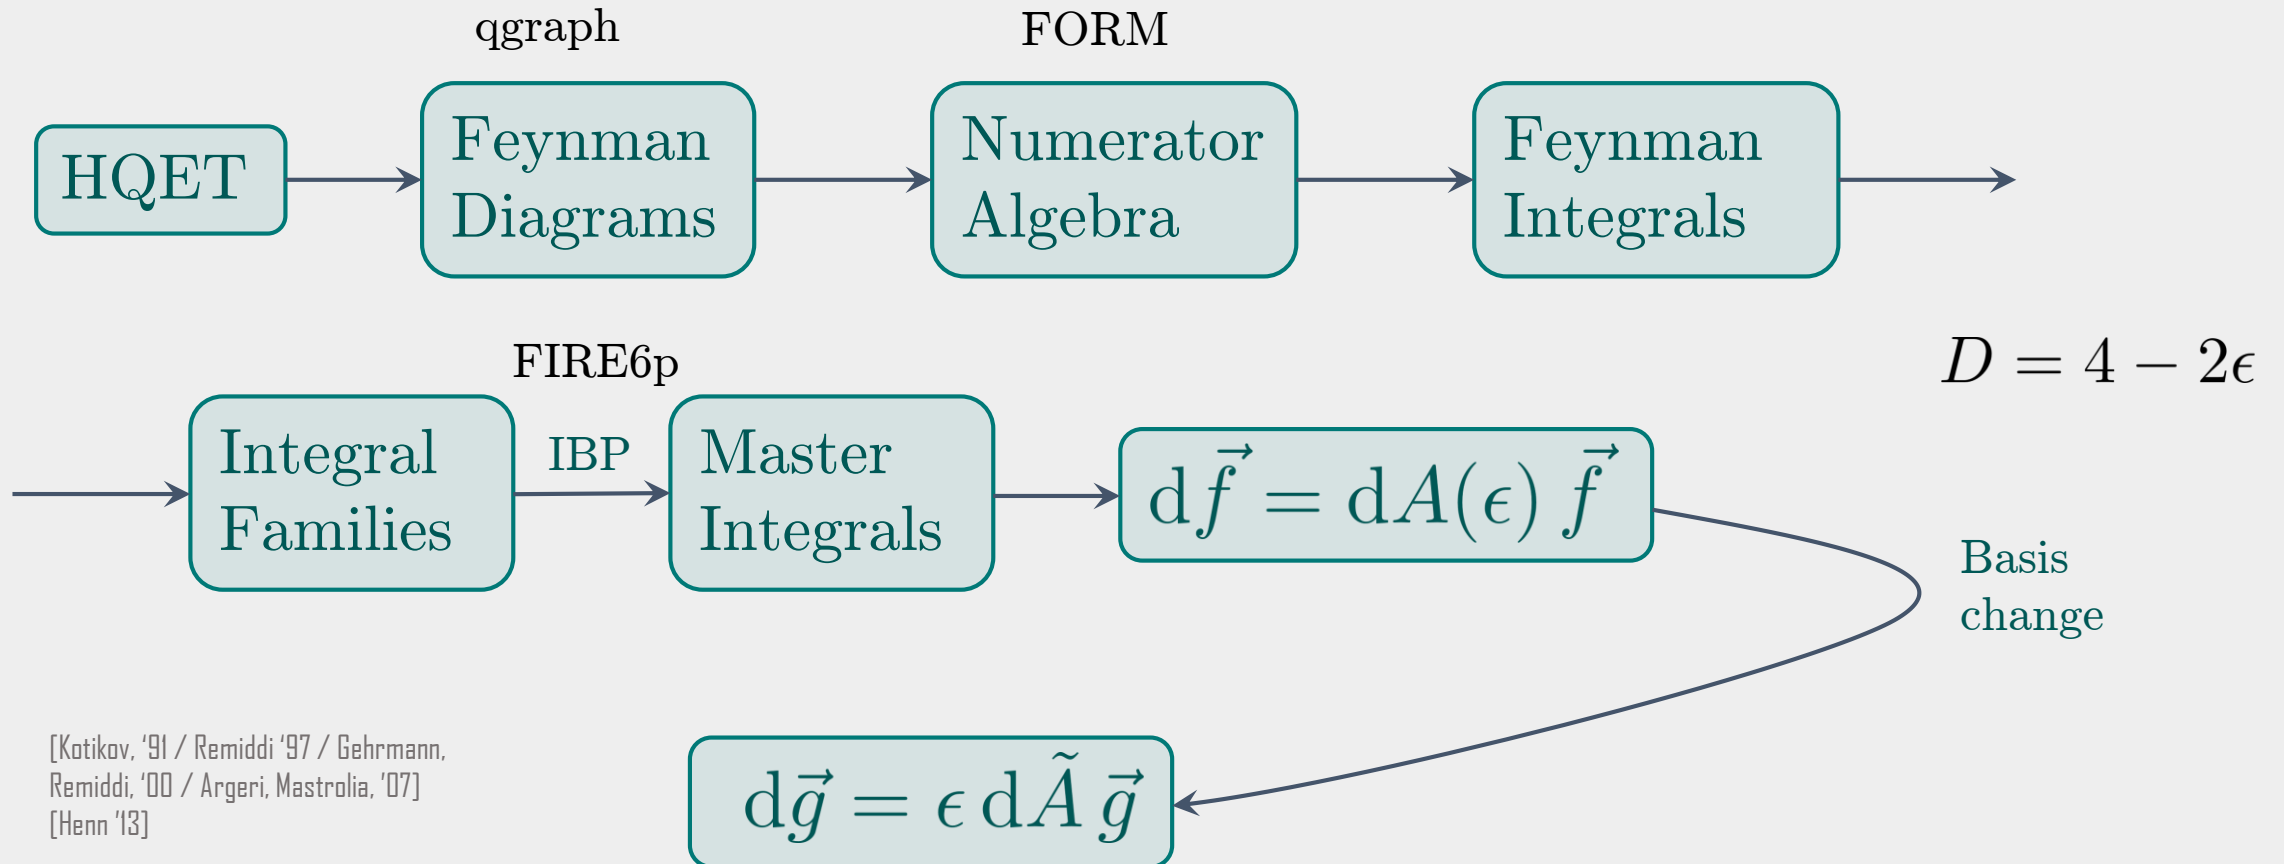 qgraph
FORM
HQET
Feynman
Diagrams
Numerator
Algebra
Feynman
Integrals
D = 4 − 2ϵ
FIRE6p
Integral
Families
IBP
Master
Integrals
d𝑓⃗ = dA(ϵ) 𝑓⃗
Basis
change
[Kotikov, ‘91 / Remiddi ‘97 / Gehrmann,
Remiddi, ‘00 / Argeri, Mastrolia, ’07]
[Henn ’13]
dg⃗ = ϵ dÃ g⃗